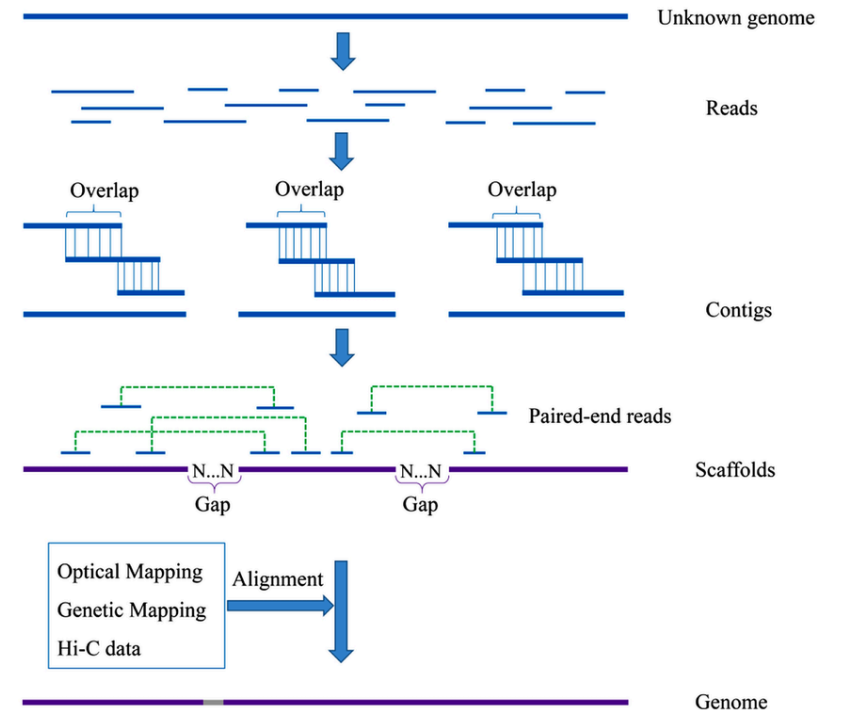 Unknown genome
Reads
Overlap
Overlap
Overlap
Contigs
Paired-end reads
N...N
N...N
Scaffolds
Gap
Gap
Optical Mapping
Alignment
Genetic Mapping
Hi-C data
Genome